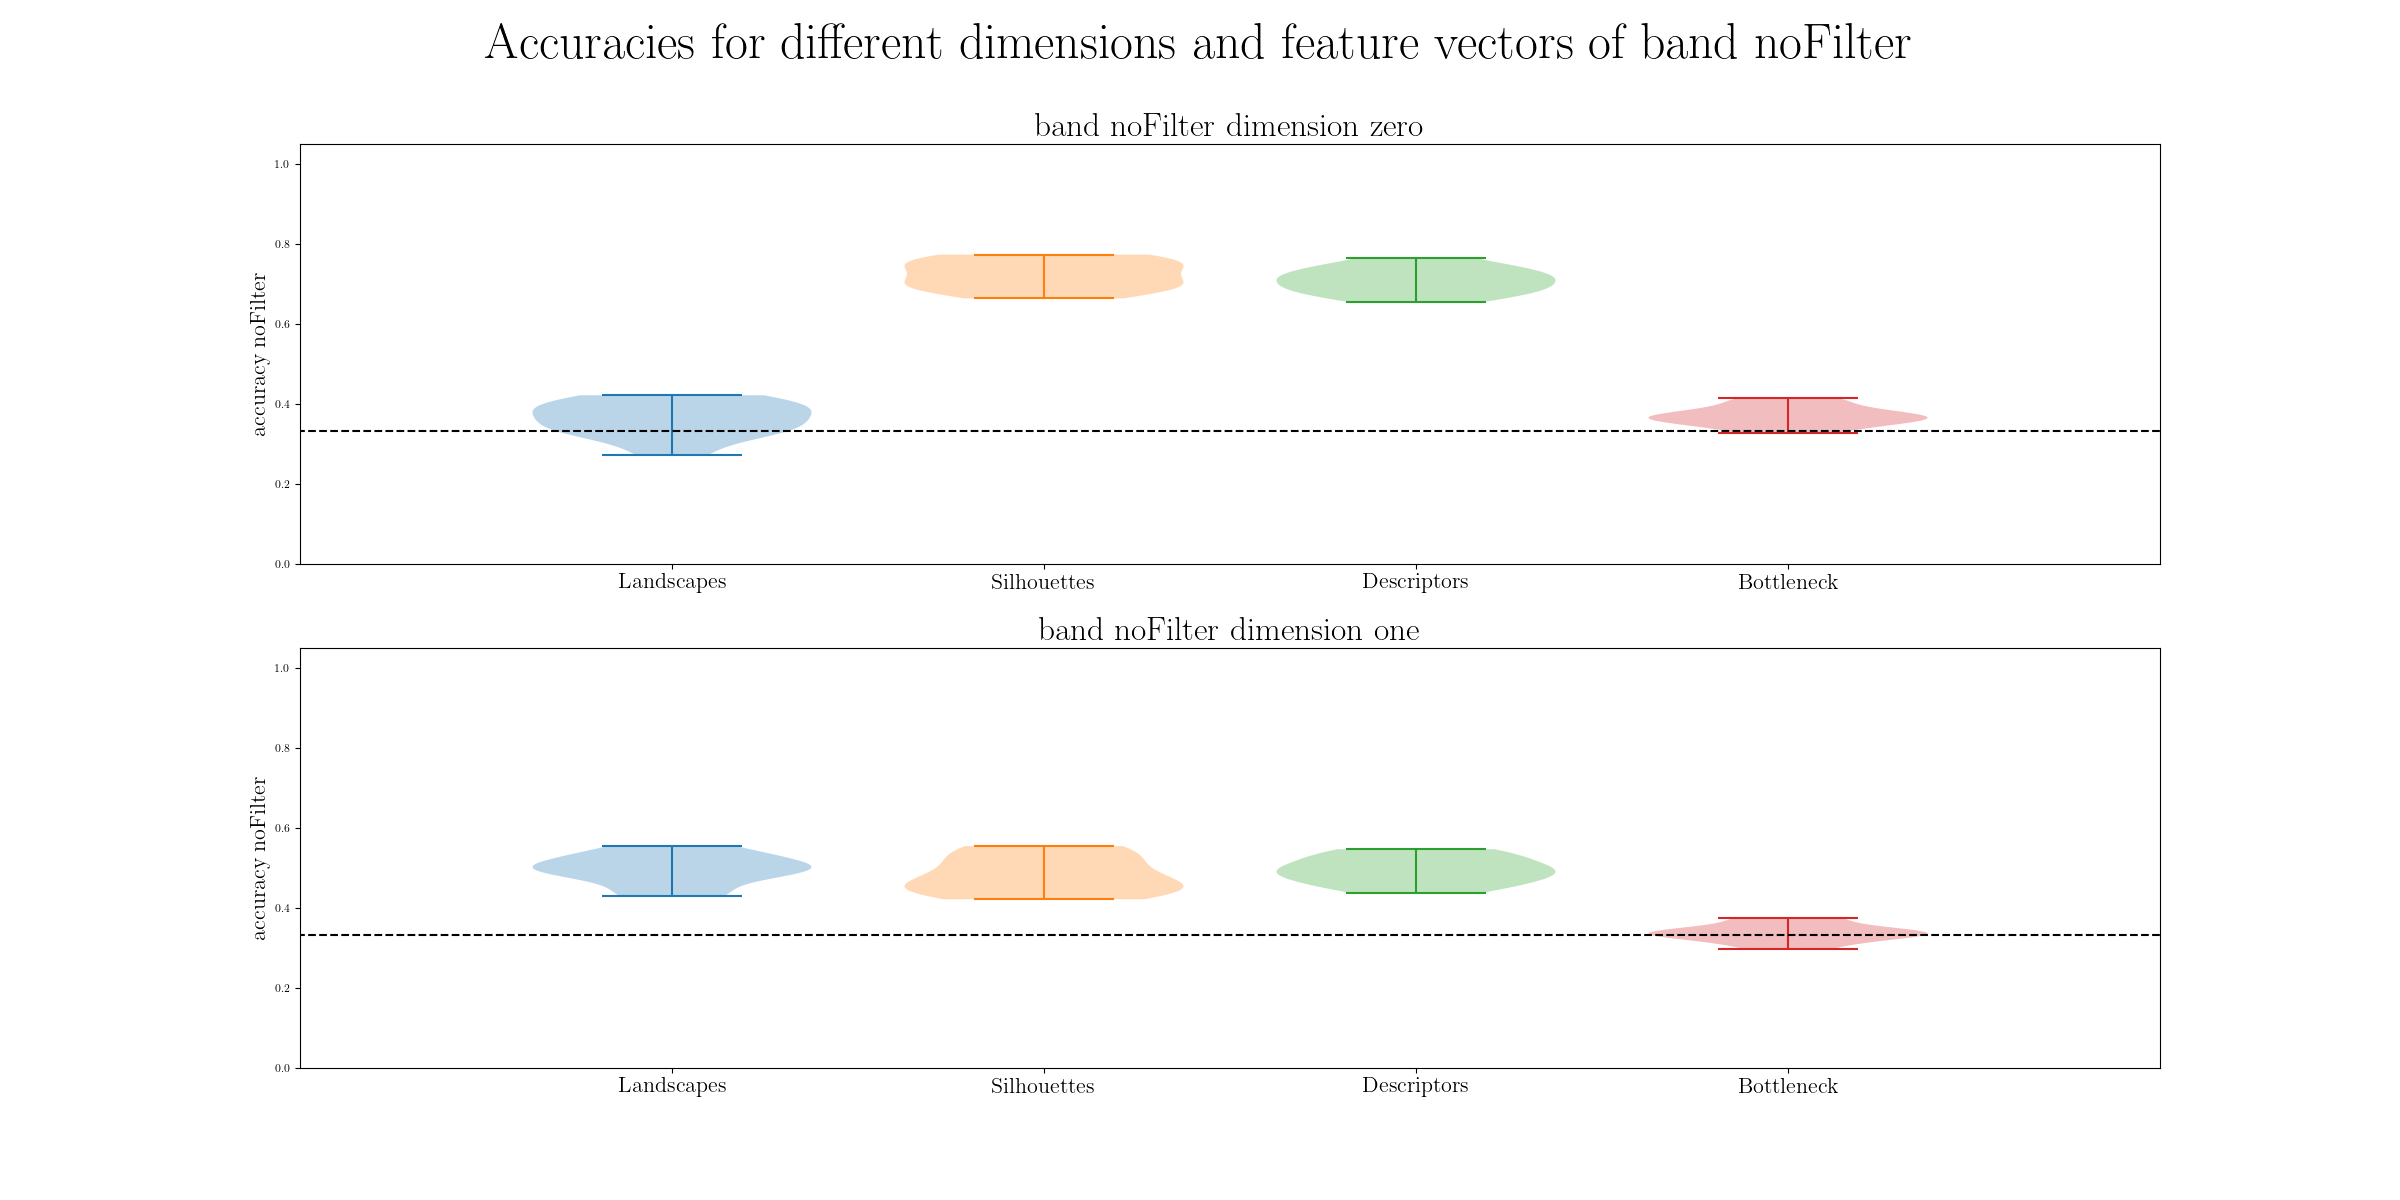 Accuracies for different dimensions and feature vectors of band noFilter
band noFilter dimension zero
accuracy noFilter
1.0
0.8
0.6
0.4
0.2
0.0
Landscapes Silhouettes Descriptors Bottleneck
band noFilter dimension one
accuracy noFilter
1.0
0.8
0.6
0.4
0.2
0.0
Landscapes Silhouettes Descriptors Bottleneck